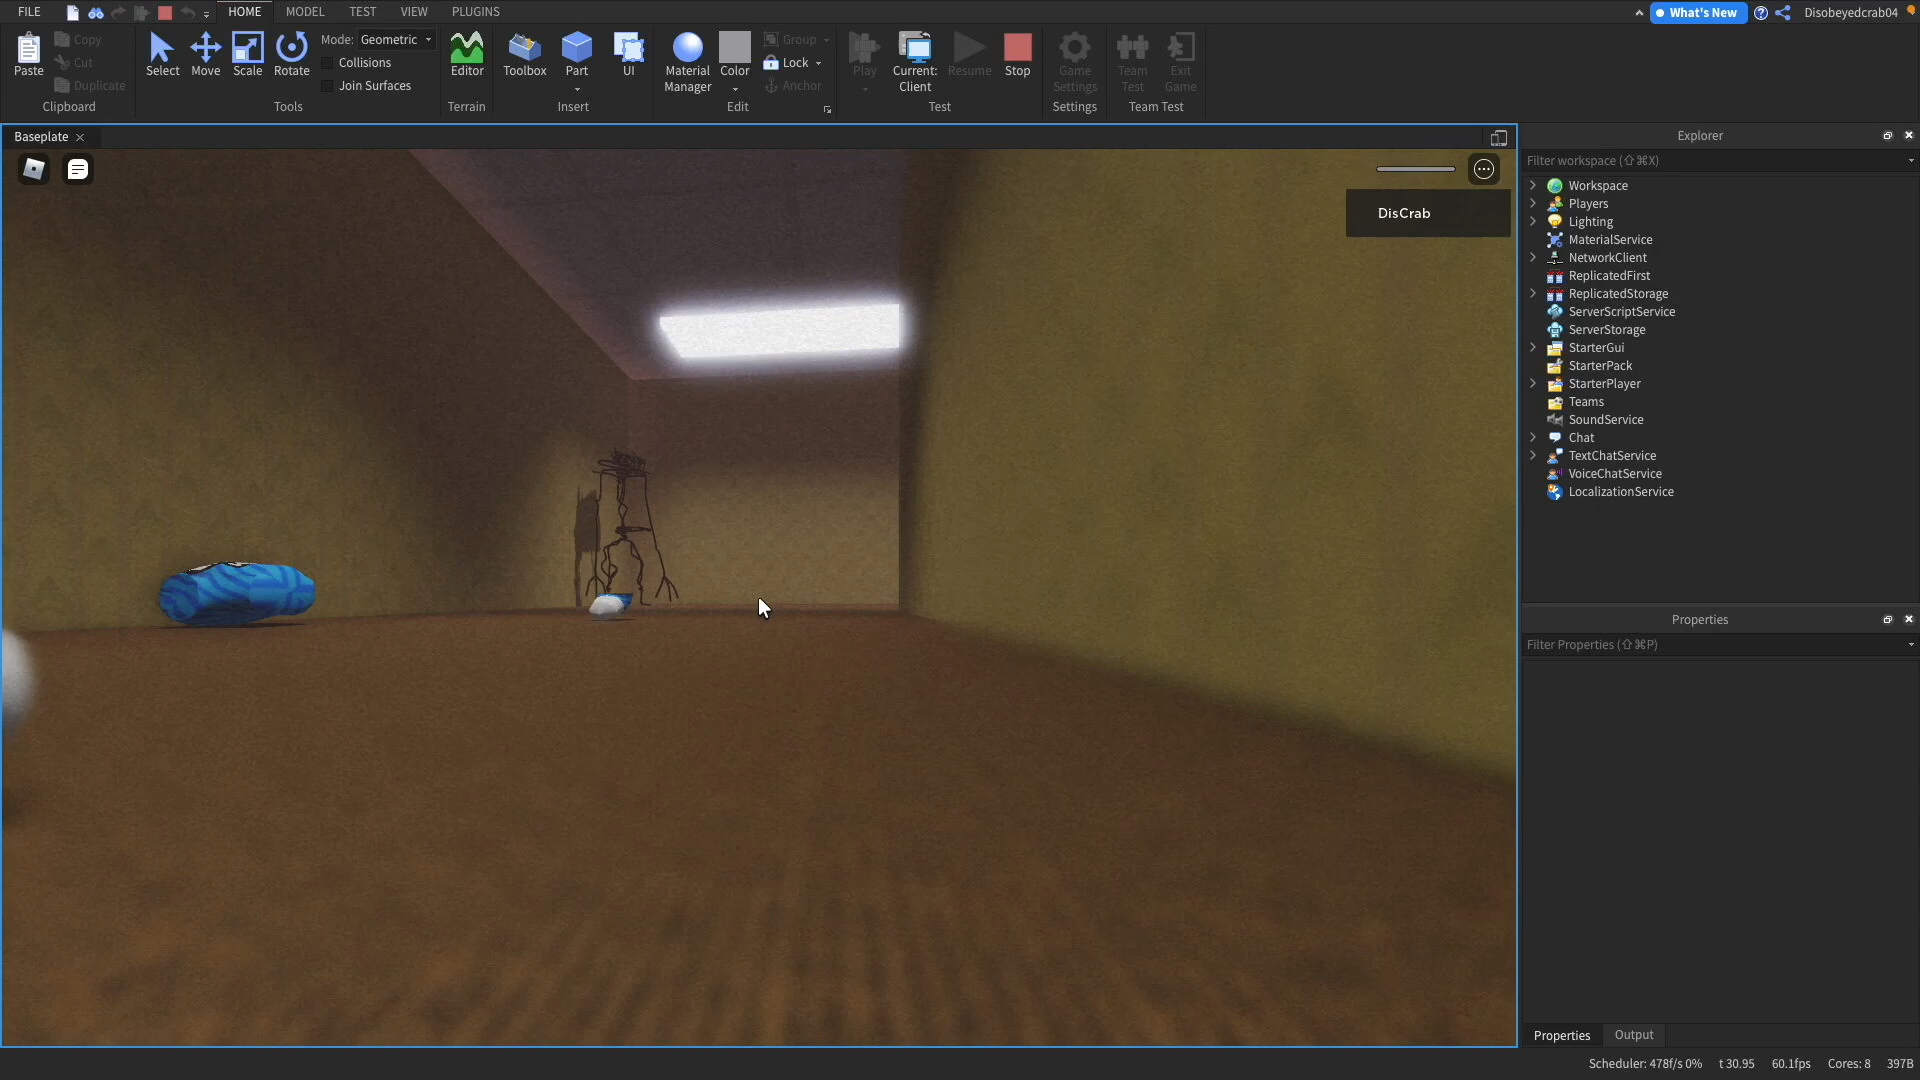 FILE HOME MODEL TEST VIEW PLUGINS What's New Disobeyedcrab04
Paste Copy Cut Duplicate Clipboard
Select Move Scale Rotate Mode: Geometric Collisions Join Surfaces Tools
Editor Terrain
Toolbox Part UI Insert
Material Manager Color Group Lock Anchor Edit
Play Current: Client Resume Stop Test
Game Settings Settings
Team Test Exit Game Team Test
Baseplate
DisCrab
Explorer
Filter workspace (⇧⌘X)
Workspace
Players
Lighting
MaterialService
NetworkClient
ReplicatedFirst
ReplicatedStorage
ServerScriptService
ServerStorage
StarterGui
StarterPack
StarterPlayer
Teams
SoundService
Chat
TextChatService
VoiceChatService
LocalizationService
Properties
Filter Properties (⇧⌘P)
Properties Output
Scheduler: 478f/s 0% t 30.95 60.1fps Cores: 8 397B